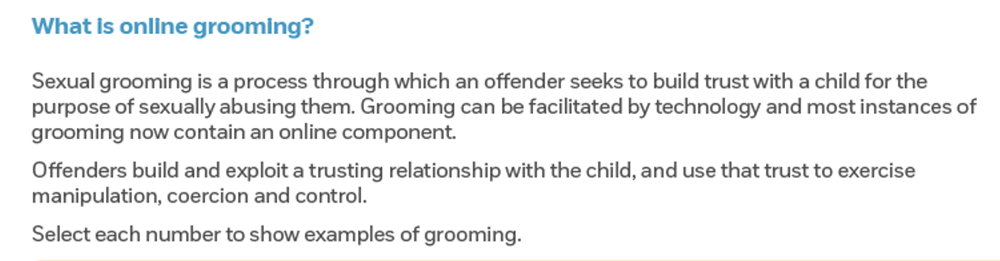 What is online grooming?
Sexual grooming is a process through which an offender seeks to build trust with a child for the
purpose of sexually abusing them. Grooming can be facilitated by technology and most instances of
grooming now contain an online component.
Offenders build and exploit a trusting relationship with the child, and use that trust to exercise
manipulation, coercion and control.
Select each number to show examples of grooming.